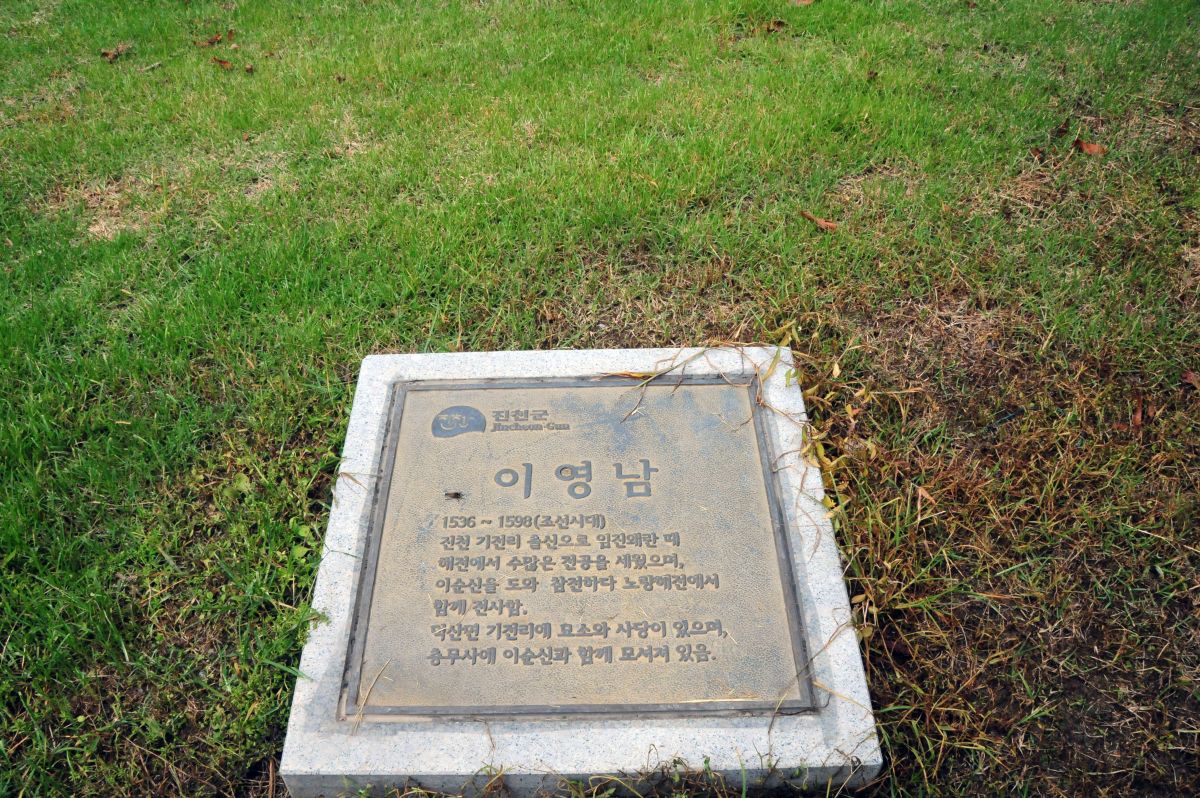 진천
진천군
Jincheon-Gun
이영남
1536 ~ 1598(조선시대)
진천 기전리 출신으로 임진왜란 때
해전에서 수많은 전공을 세웠으며,
이순신을 도와 참전하다 노량해전에서
함께 전사함.
덕산면 기전리에 묘소와 사당이 있으며,
충무사에 이순신과 함께 모셔져 있음.